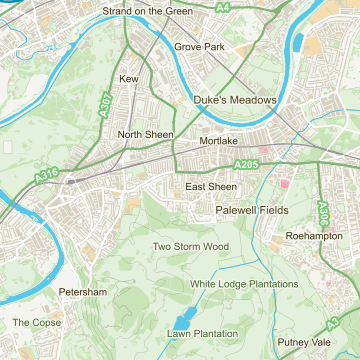 Strand on the Green
A4
Grove Park
Kew
Duke's Meadows
A307
North Sheen
Mortlake
A205
A316
East Sheen
Palewell Fields
A306
Roehampton
Two Storm Wood
White Lodge Plantations
Petersham
The Copse
A3
Lawn Plantation
Putney Vale